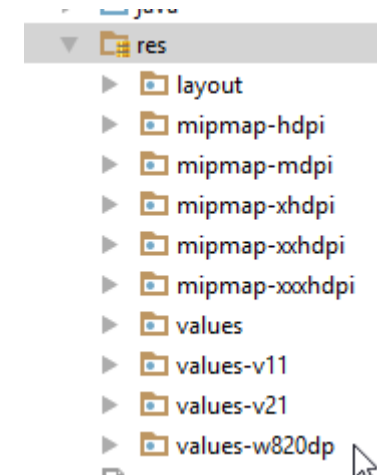 java
res
layout
mipmap-hdpi
mipmap-mdpi
mipmap-xhdpi
mipmap-xxhdpi
mipmap-xxxhdpi
values
values-v11
values-v21
values-w820dp